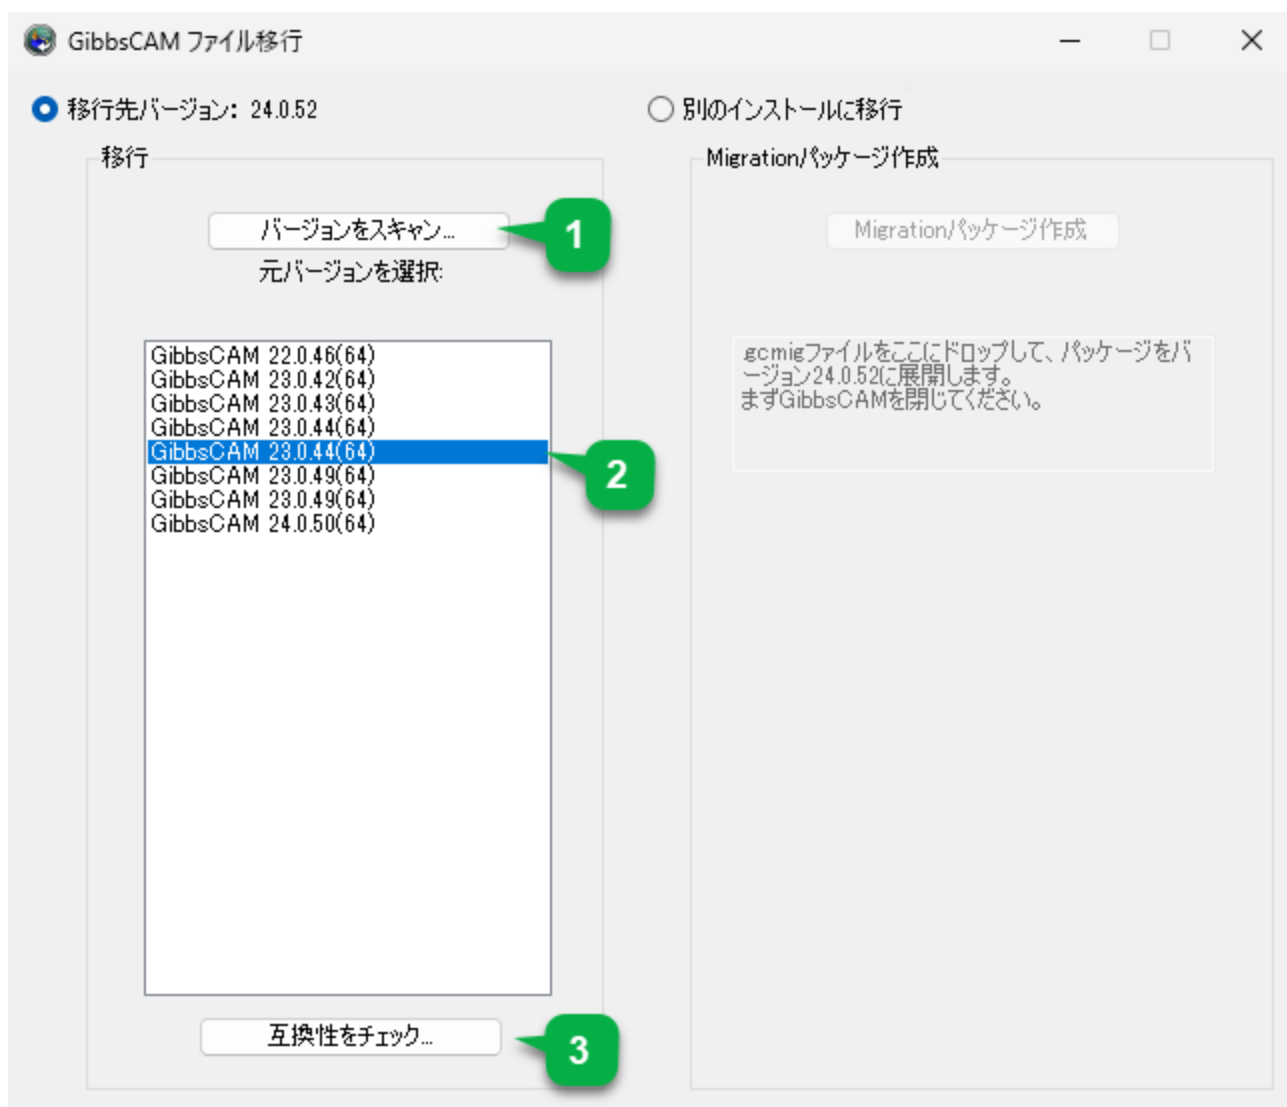 GibbsCAM ファイル移行
移行先バージョン: 24.0.52
別のインストールに移行
移行
Migrationパッケージ作成
バージョンをスキャン...
1
Migrationパッケージ作成
元バージョンを選択:
GibbsCAM 22.0.46(64)
GibbsCAM 23.0.42(64)
GibbsCAM 23.0.43(64)
GibbsCAM 23.0.44(64)
GibbsCAM 23.0.44(64)
GibbsCAM 23.0.49(64)
GibbsCAM 23.0.49(64)
GibbsCAM 24.0.50(64)
2
gcmigファイルをここにドロップして、パッケージをバ
ージョン24.0.52に展開します。
まずGibbsCAMを閉じてください。
互換性をチェック...
3